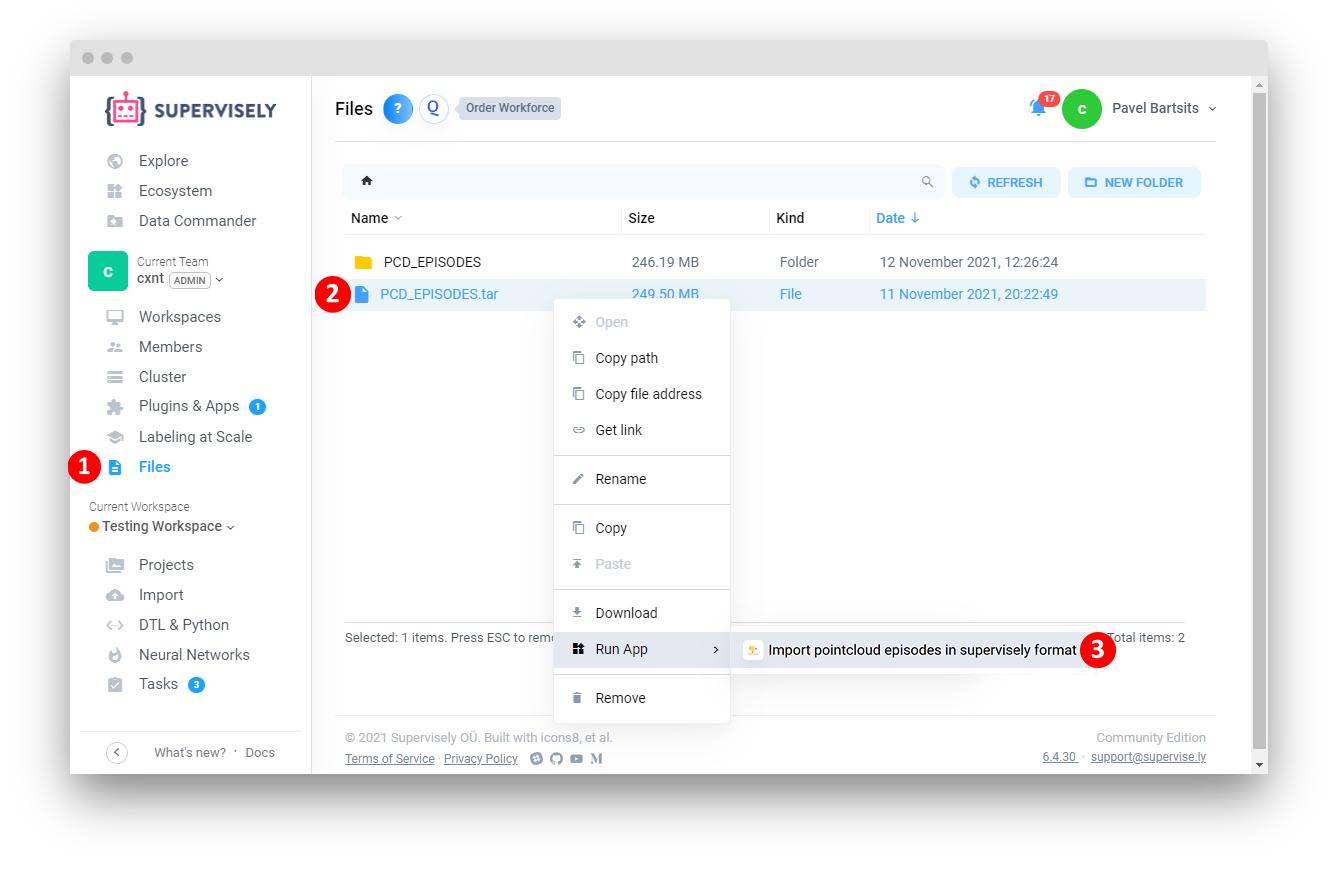 SUPERVISELY
Explore
Ecosystem
Data Commander
C
Current Team
cxnt ADMIN
Workspaces
Members
Cluster
Plugins & Apps 1
Labeling at Scale
1 Files
Current Workspace
Testing Workspace
Projects
Import
DTL & Python
Neural Networks
Tasks 3
What's new? · Docs
Files ? Q Order Workforce
17 C Pavel Bartsits
REFRESH NEW FOLDER
Name Size Kind Date ↓
PCD_EPISODES 246.19 MB Folder 12 November 2021, 12:26:24
2 PCD_EPISODES.tar 249.50 MB File 11 November 2021, 20:22:49
Open
Copy path
Copy file address
Get link
Rename
Copy
Paste
Download
Selected: 1 items. Press ESC to remo Total items: 2
Run App Import pointcloud episodes in supervisely format 3
Remove
© 2021 Supervisely OÜ. Built with icons8, et al. Community Edition
Terms of Service · Privacy Policy 6.4.30 · support@supervise.ly